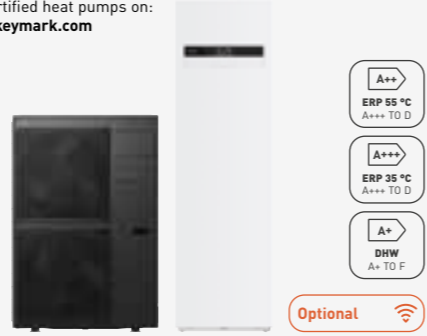 rtified heat pumps on:
keymark.com
A++
ERP 55 °C
A+++ TO D
A+++
ERP 35 °C
A+++ TO D
A+
DHW
A+ TO F
Optional